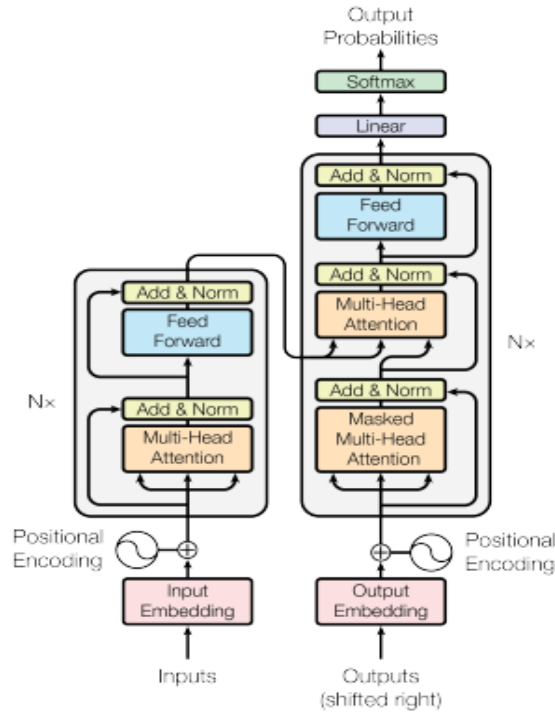 Output
Probabilities
Softmax
Linear
Add & Norm
Feed
Forward
Add & Norm
Multi-Head
Attention
Add & Norm
Masked
Multi-Head
Attention
N×
Positional
Encoding
Output
Embedding
Outputs
(shifted right)
Add & Norm
Feed
Forward
Add & Norm
Multi-Head
Attention
N×
Positional
Encoding
Input
Embedding
Inputs